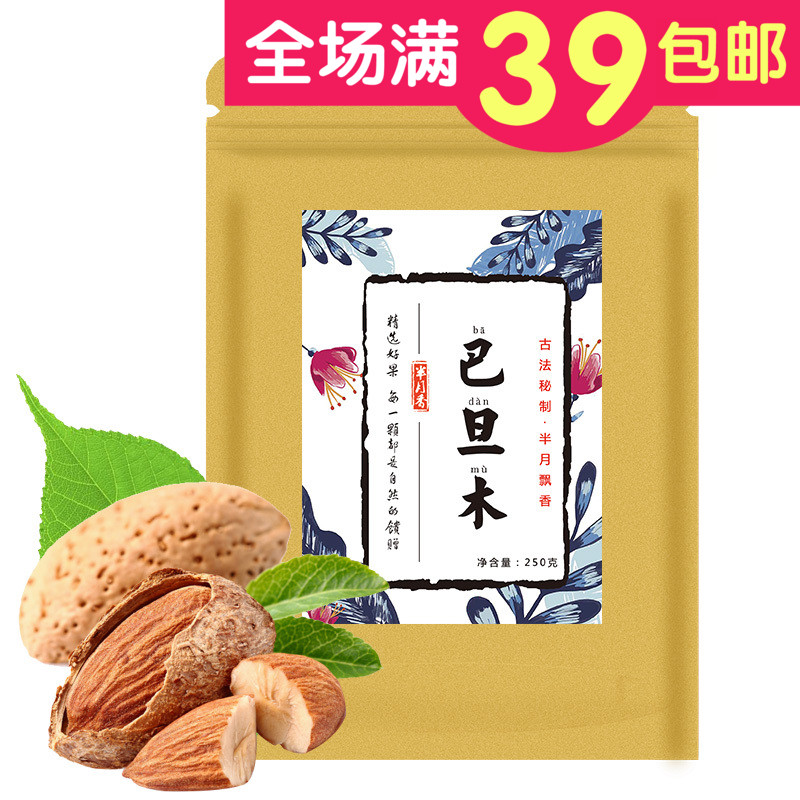 全场满39包邮
古法秘制·半月飘香
bā
巴
dàn
旦
mù
木
净含量：250克
半月香
精选好果 每一颗都是自然的馈赠